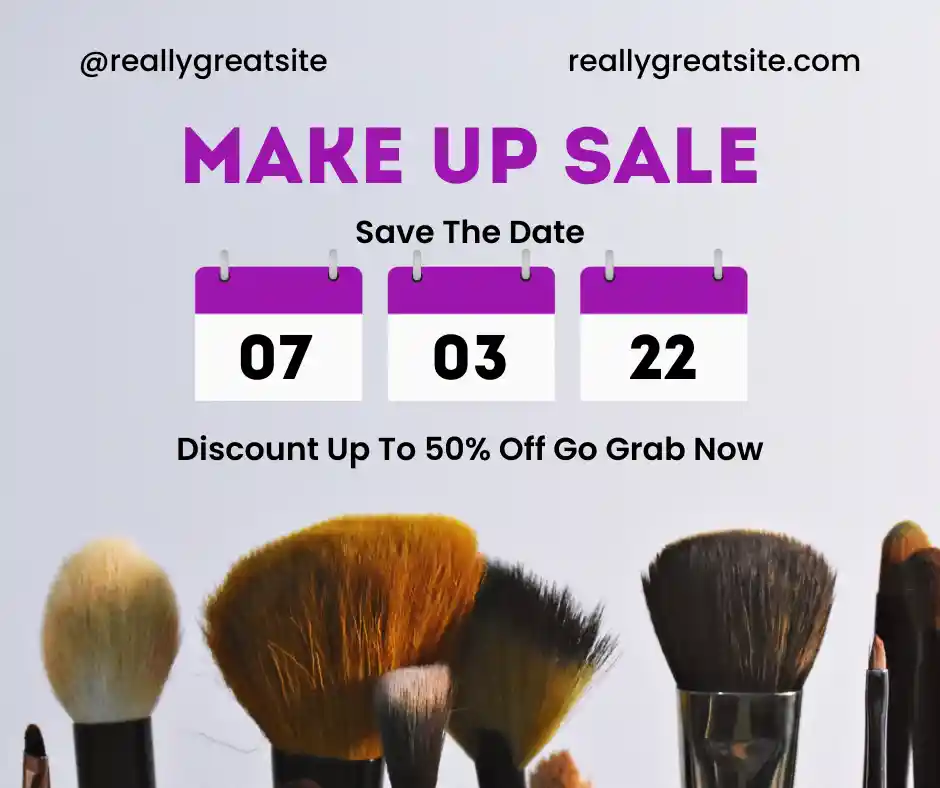 @reallygreatsite reallygreatsite.com
MAKE UP SALE
Save The Date
07 03 22
Discount Up To 50% Off Go Grab Now